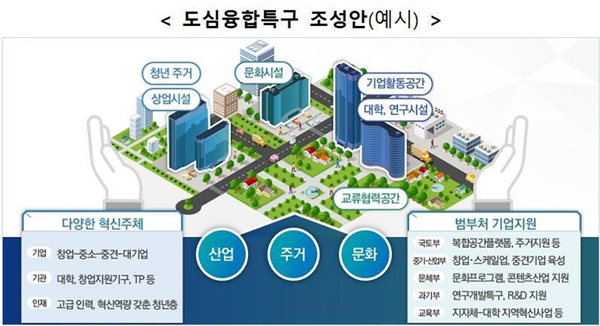 < 도심융합특구 조성안(예시) >
청년 주거
상업시설
문화시설
기업활동공간
대학, 연구시설
교류협력공간
다양한 혁신주체
기업 창업-중소-중견-대기업
기관 대학, 창업지원기구, TP 등
인재 고급 인력, 혁신역량 갖춘 청년층
산업
주거
문화
범부처 기업지원
국토부 복합공간플랫폼, 주거지원 등
중기·산업부 창업·스케일업, 중견기업 육성
문체부 문화프로그램, 콘텐츠산업 지원
과기부 연구개발특구, R&D 지원
교육부 지자체-대학 지역혁신사업 등